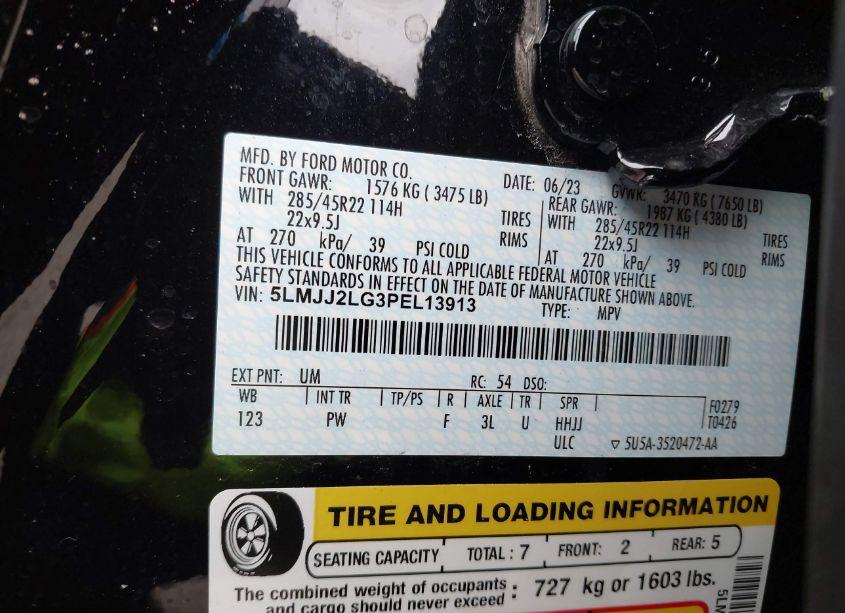 MFD. BY FORD MOTOR CO. DATE: 06/23 GVWR: 3470 KG ( 7650 LB)
FRONT GAWR: 1576 KG ( 3475 LB) REAR GAWR: 1987 KG ( 4380 LB)
WITH 285/45R22 114H TIRES WITH 285/45R22 114H TIRES
22x9.5J RIMS 22x9.5J RIMS
AT 270 kPa/ 39 PSI COLD AT 270 kPa/ 39 PSI COLD
THIS VEHICLE CONFORMS TO ALL APPLICABLE FEDERAL MOTOR VEHICLE
SAFETY STANDARDS IN EFFECT ON THE DATE OF MANUFACTURE SHOWN ABOVE.
VIN: 5LMJJ2LG3PEL13913 TYPE: MPV
EXT PNT: UM RC: 54 DSO:
WB INT TR TP/PS R AXLE TR SPR F0279
123 PW F 3L U HHJJ T0426
ULC ▽ 5U5A-3520472-AA
TIRE AND LOADING INFORMATION
SEATING CAPACITY TOTAL : 7 FRONT: 2 REAR: 5
The combined weight of occupants : 727 kg or 1603 lbs.
and cargo should never exceed
5LM